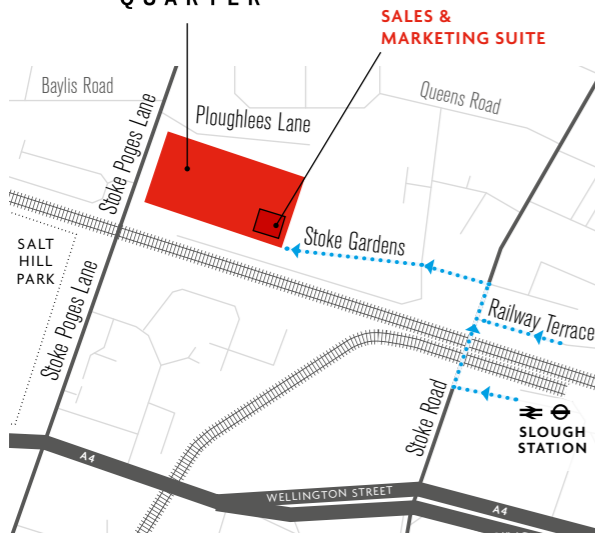 QUARTER
SALES &
MARKETING SUITE
Baylis Road
Queens Road
Ploughlees Lane
Stoke Poges Lane
Stoke Gardens
SALT
HILL
PARK
Stoke Poges Lane
Railway Terrace
Stoke Road
SLOUGH
STATION
A4
WELLINGTON STREET
A4